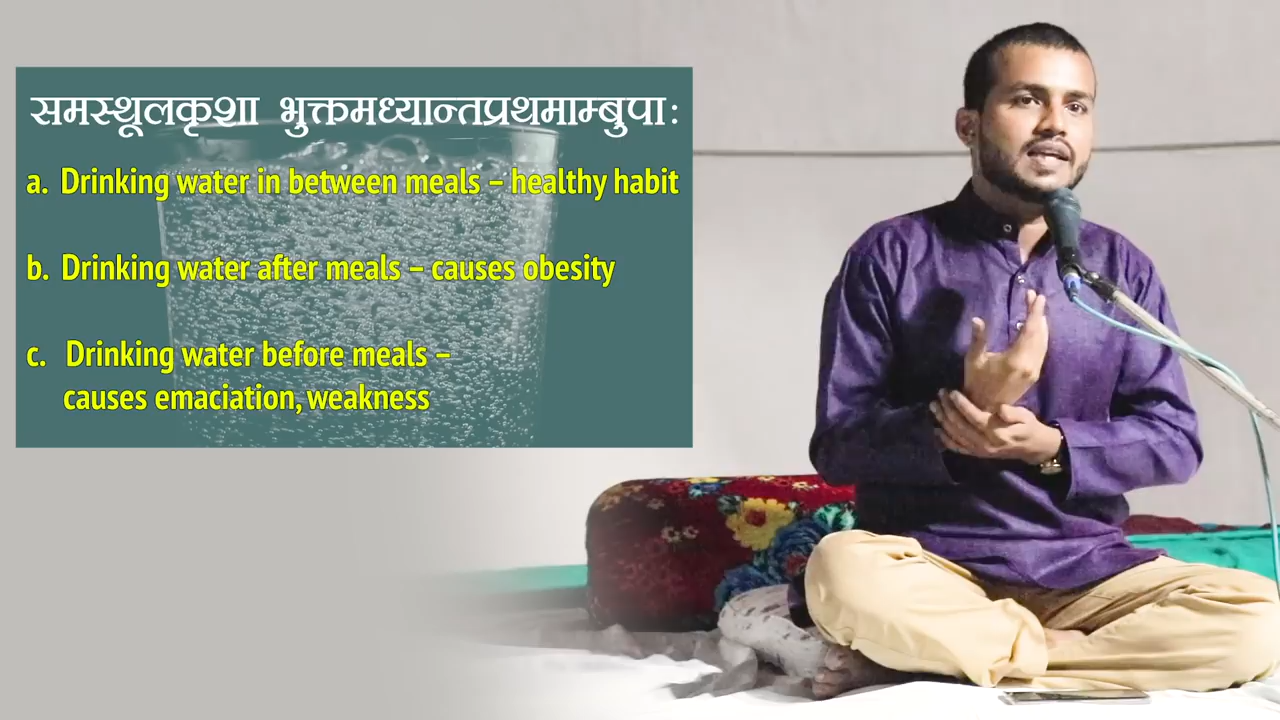 समस्थूलकृशा भुक्तमध्यान्तप्रथमाम्बुपाः
a. Drinking water in between meals – healthy habit
b. Drinking water after meals – causes obesity
c. Drinking water before meals –
causes emaciation, weakness